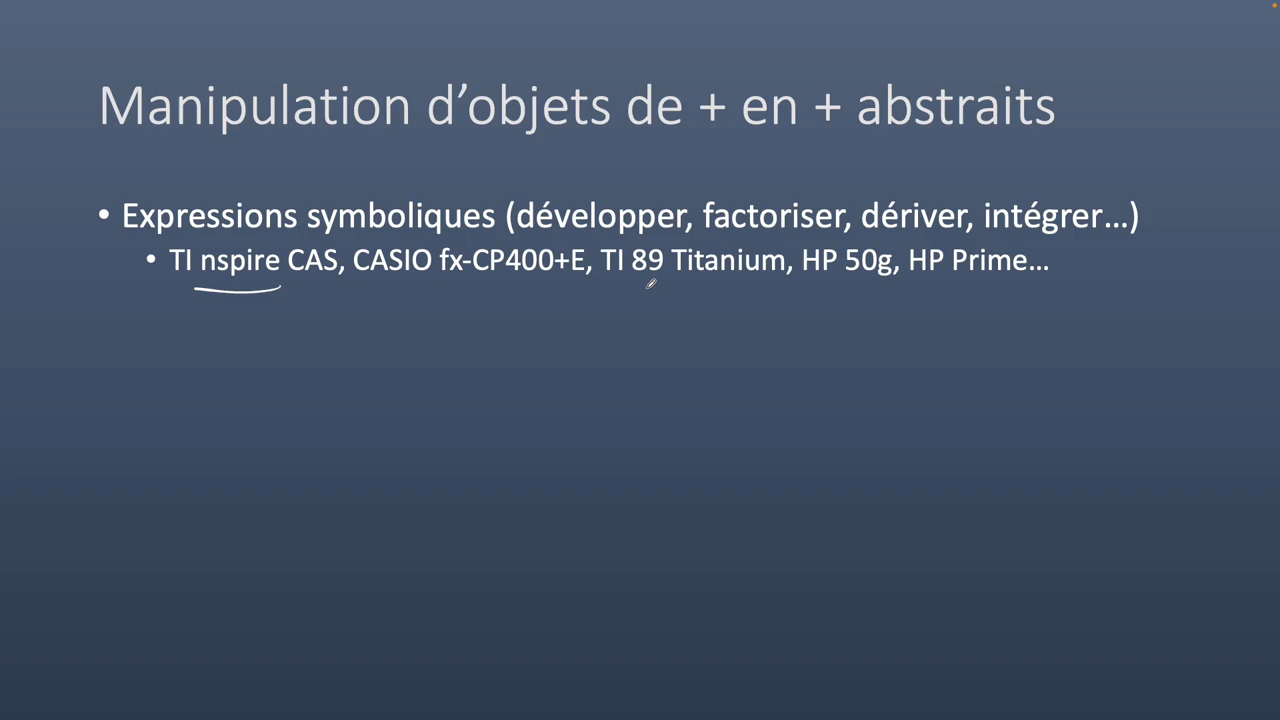 Manipulation d’objets de + en + abstraits
• Expressions symboliques (développer, factoriser, dériver, intégrer…)
• TI nspire CAS, CASIO fx-CP400+E, TI 89 Titanium, HP 50g, HP Prime…